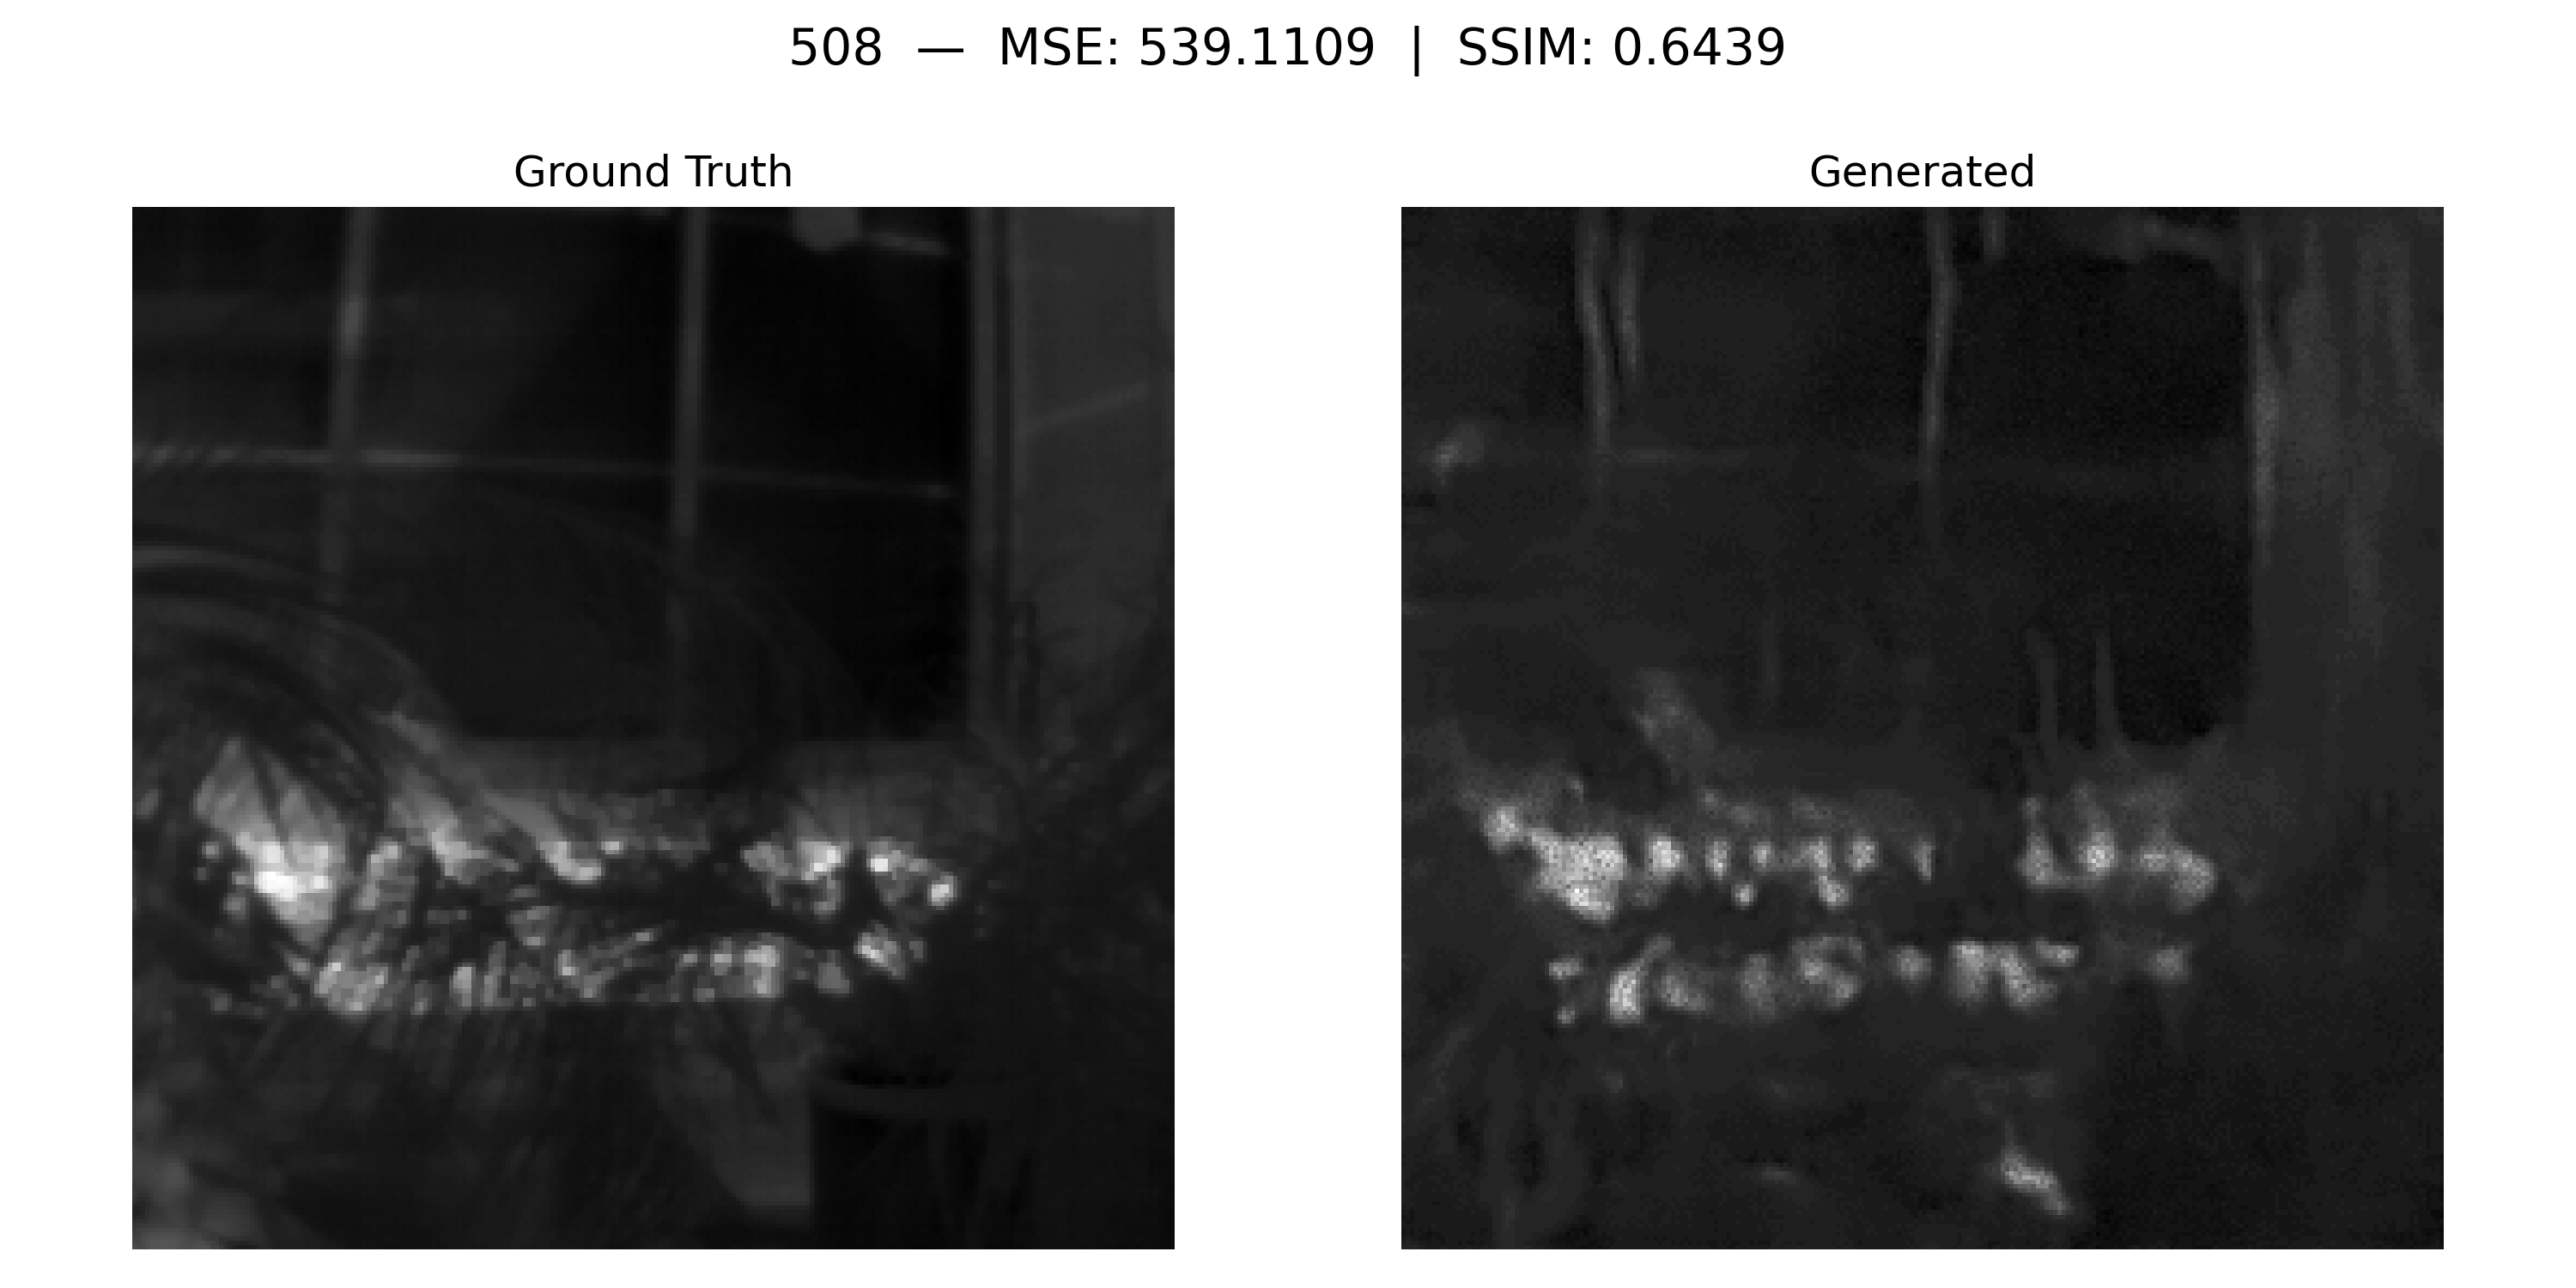 508 — MSE: 539.1109 | SSIM: 0.6439
Ground Truth
Generated